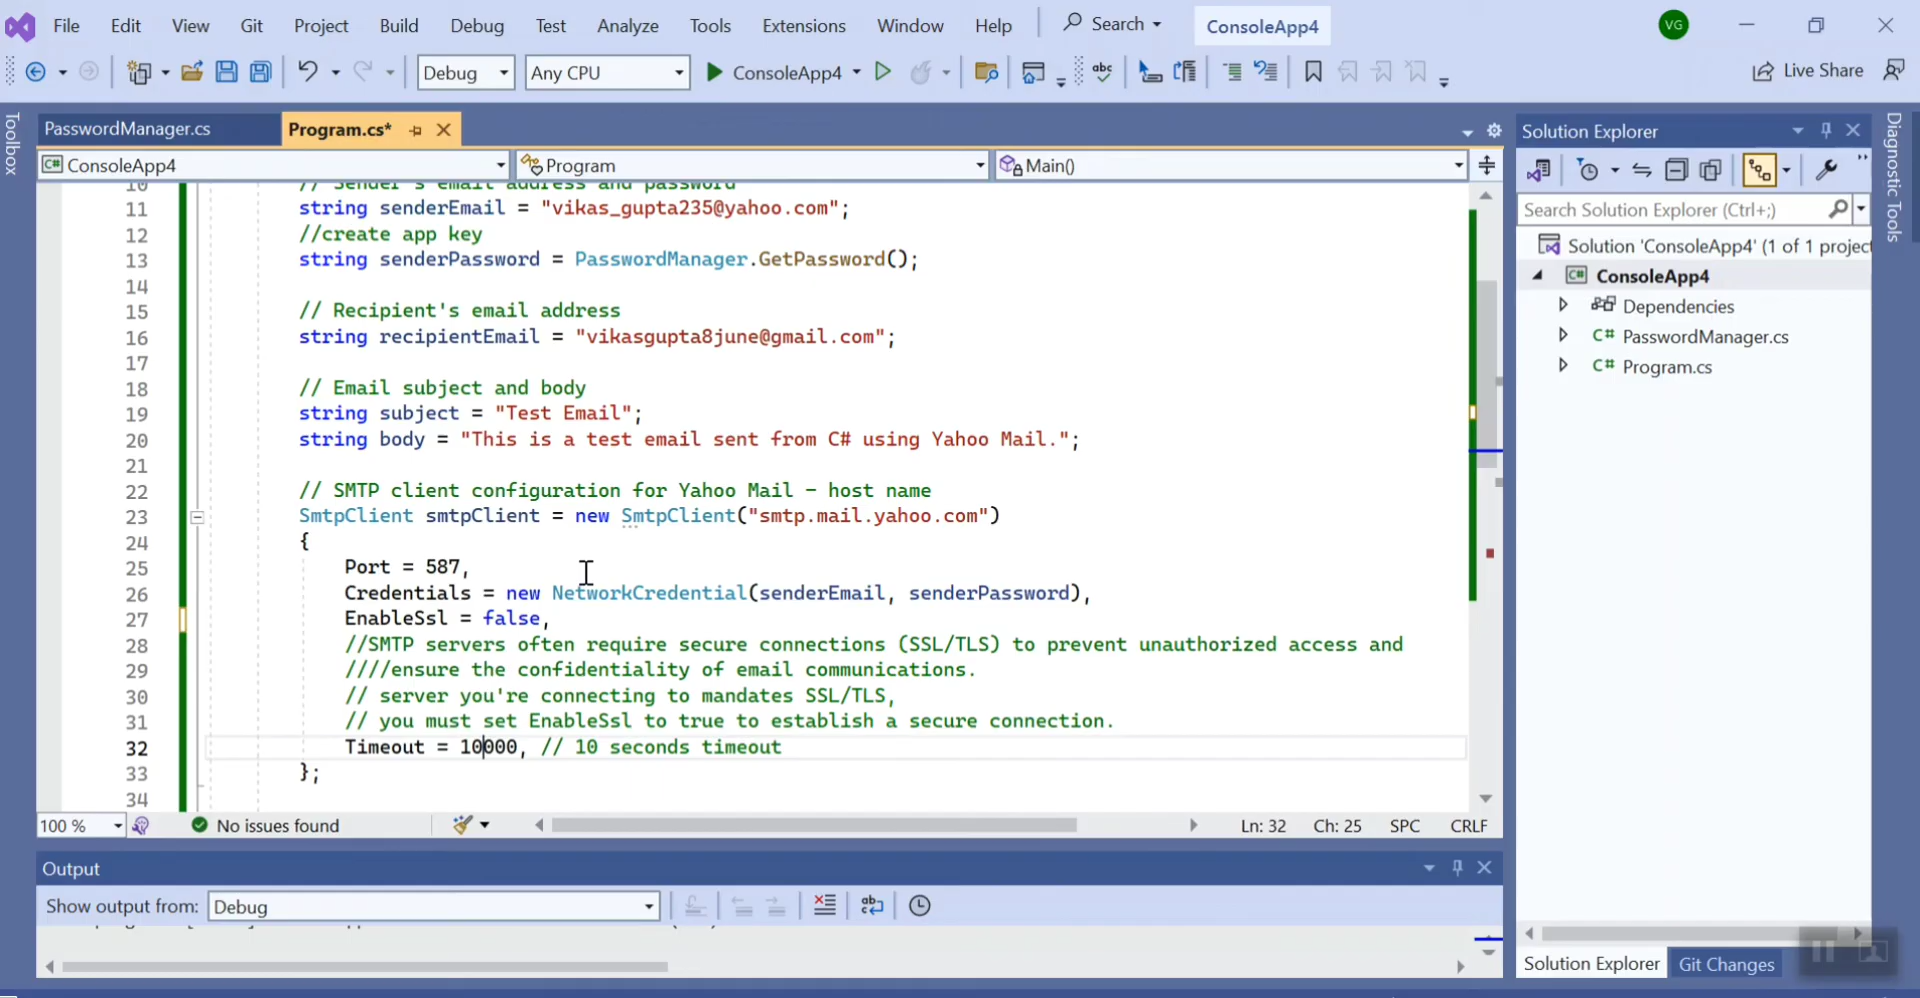 File Edit View Git Project Build Debug Test Analyze Tools Extensions Window Help Search ConsoleApp4 VG
Debug Any CPU ConsoleApp4 Live Share
Toolbox
PasswordManager.cs Program.cs*
ConsoleApp4 Program Main()
10 // Sender's email address and password
11 string senderEmail = "vikas_gupta235@yahoo.com";
12 //create app key
13 string senderPassword = PasswordManager.GetPassword();
14
15 // Recipient's email address
16 string recipientEmail = "vikasgupta8june@gmail.com";
17
18 // Email subject and body
19 string subject = "Test Email";
20 string body = "This is a test email sent from C# using Yahoo Mail.";
21
22 // SMTP client configuration for Yahoo Mail - host name
23 SmtpClient smtpClient = new SmtpClient("smtp.mail.yahoo.com")
24 {
25 Port = 587,
26 Credentials = new NetworkCredential(senderEmail, senderPassword),
27 EnableSsl = false,
28 //SMTP servers often require secure connections (SSL/TLS) to prevent unauthorized access and
29 ////ensure the confidentiality of email communications.
30 // server you're connecting to mandates SSL/TLS,
31 // you must set EnableSsl to true to establish a secure connection.
32 Timeout = 10000, // 10 seconds timeout
33 };
34
100 % No issues found Ln: 32 Ch: 25 SPC CRLF
Output
Show output from: Debug
Solution Explorer
Search Solution Explorer (Ctrl+;)
Solution 'ConsoleApp4' (1 of 1 project
ConsoleApp4
Dependencies
C# PasswordManager.cs
C# Program.cs
Solution Explorer Git Changes
Diagnostic Tools